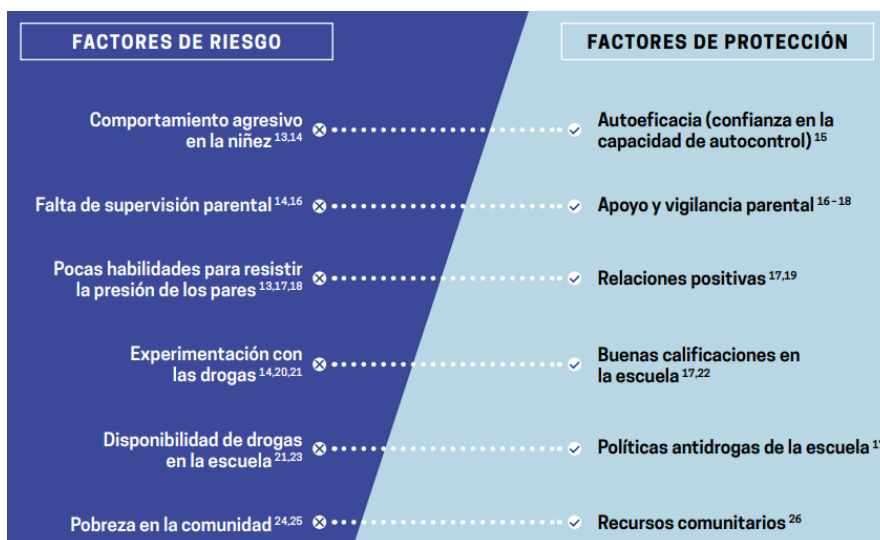 FACTORES DE RIESGO
FACTORES DE PROTECCIÓN
Comportamiento agresivo
en la niñez 13,14
Autoeficacia (confianza en la
capacidad de autocontrol) 15
Falta de supervisión parental 14,16
Apoyo y vigilancia parental 16-18
Pocas habilidades para resistir
la presión de los pares 13,17,18
Relaciones positivas 17,19
Experimentación con
las drogas 14,20,21
Buenas calificaciones en
la escuela 17,22
Disponibilidad de drogas
en la escuela 21,23
Políticas antidrogas de la escuela
Pobreza en la comunidad 24,25
Recursos comunitarios 26